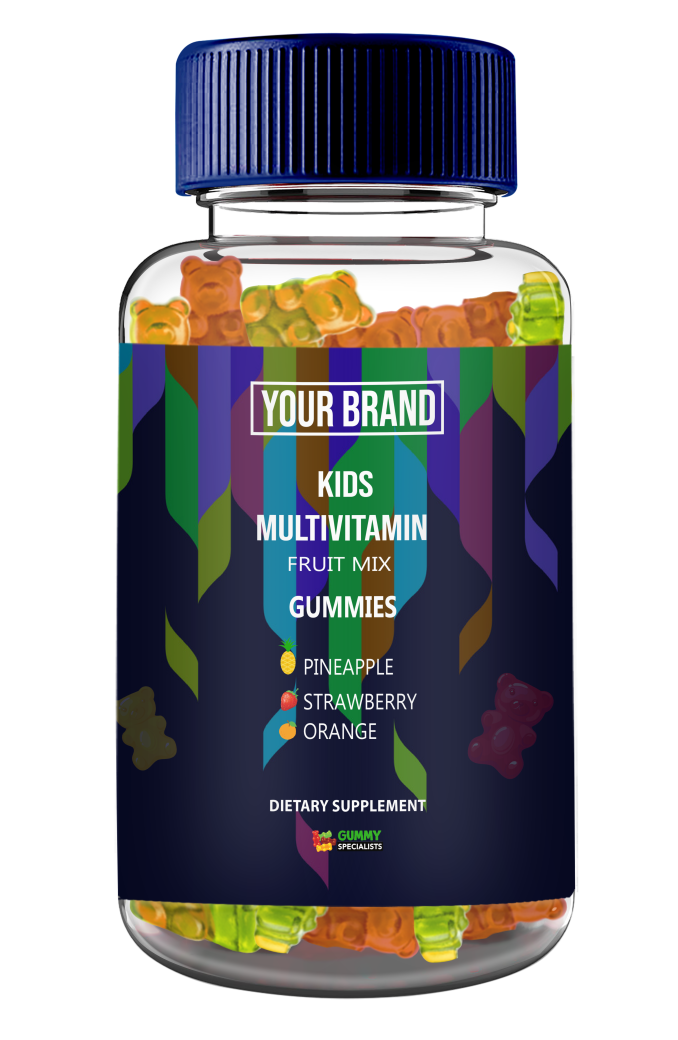 YOUR BRAND
KIDS
MULTIVITAMIN
FRUIT MIX
GUMMIES
PINEAPPLE
STRAWBERRY
ORANGE
DIETARY SUPPLEMENT
GUMMY
SPECIALISTS